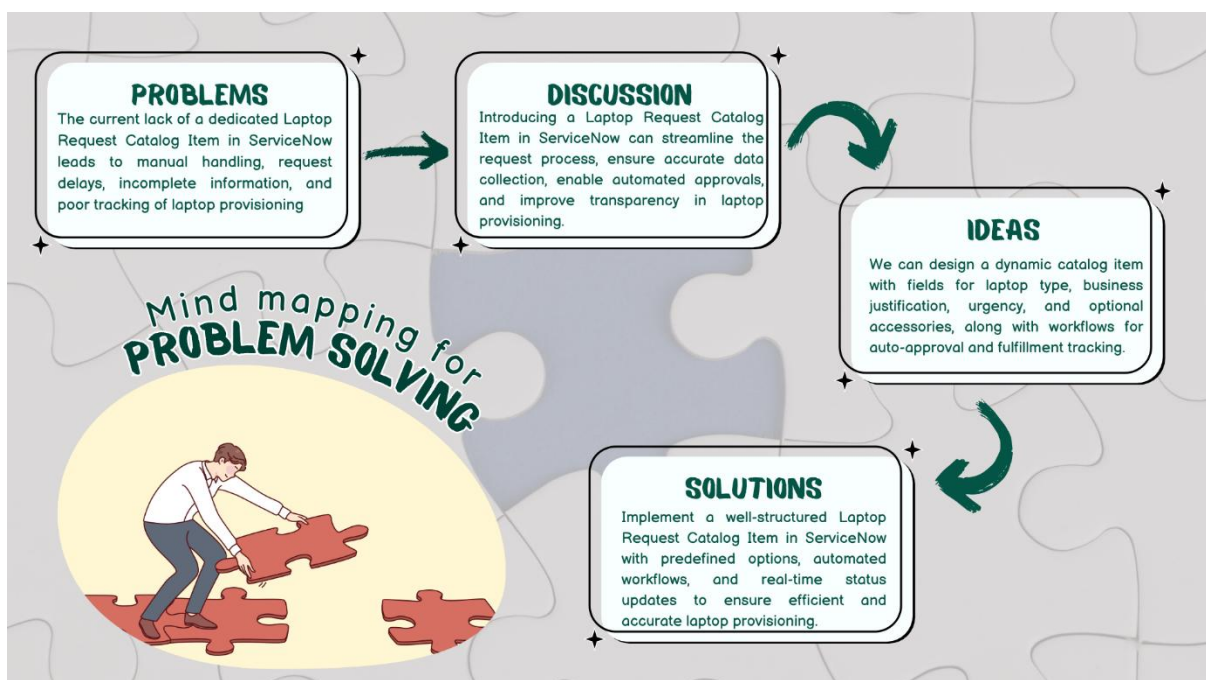 PROBLEMS
The current lack of a dedicated Laptop
Request Catalog Item in ServiceNow
leads to manual handling, request
delays, incomplete information, and
poor tracking of laptop provisioning
DISCUSSION
Introducing a Laptop Request Catalog
Item in ServiceNow can streamline the
request process, ensure accurate data
collection, enable automated approvals,
and improve transparency in laptop
provisioning.
IDEAS
We can design a dynamic catalog item
with fields for laptop type, business
justification, urgency, and optional
accessories, along with workflows for
auto-approval and fulfillment tracking.
Mind mapping for
PROBLEM SOLVING
SOLUTIONS
Implement a well-structured Laptop
Request Catalog Item in ServiceNow
with predefined options, automated
workflows, and real-time status
updates to ensure efficient and
accurate laptop provisioning.